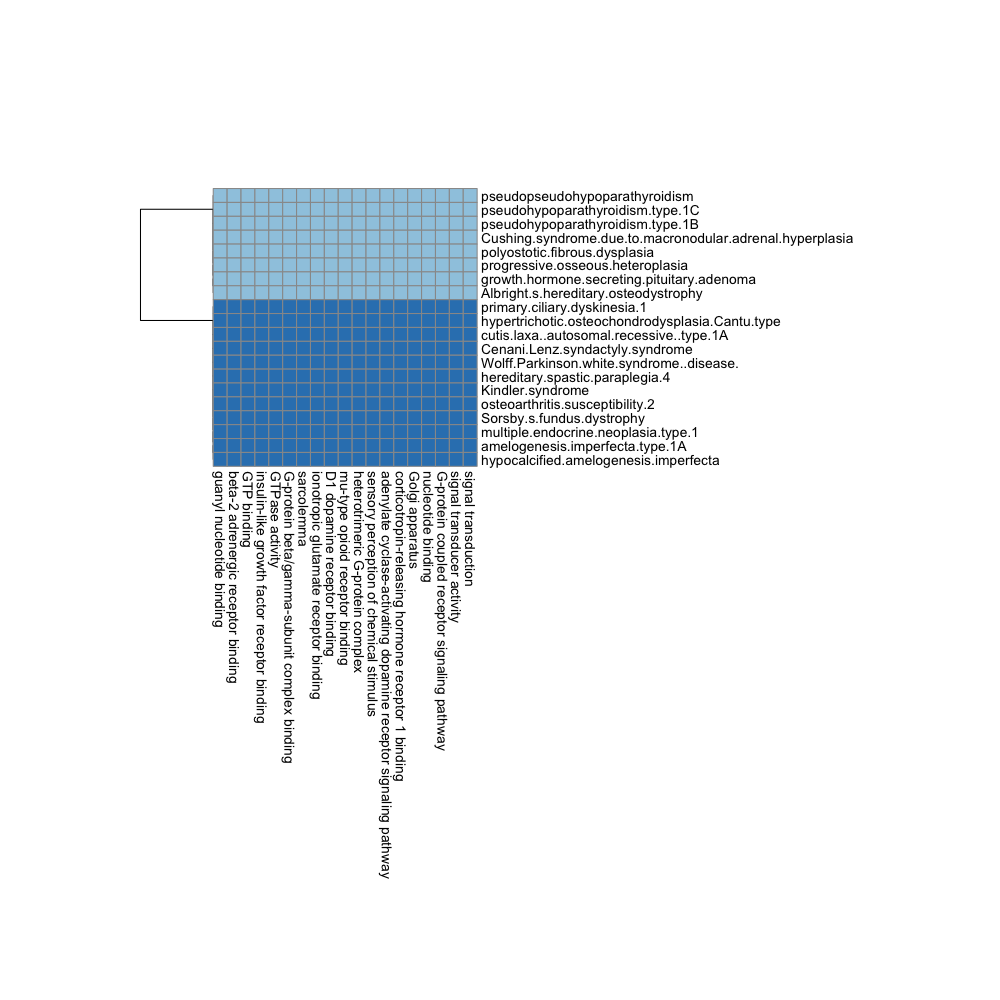 pseudopseudohypoparathyroidism
pseudohypoparathyroidism.type.1C
pseudohypoparathyroidism.type.1B
Cushing.syndrome.due.to.macronodular.adrenal.hyperplasia
polyostotic.fibrous.dysplasia
progressive.osseous.heteroplasia
growth.hormone.secreting.pituitary.adenoma
Albright.s.hereditary.osteodystrophy
primary.ciliary.dyskinesia.1
hypertrichotic.osteochondrodysplasia.Cantu.type
cutis.laxa..autosomal.recessive..type.1A
Cenani.Lenz.syndactyly.syndrome
Wolff.Parkinson.white.syndrome..disease.
hereditary.spastic.paraplegia.4
Kindler.syndrome
osteoarthritis.susceptibility.2
Sorsby.s.fundus.dystrophy
multiple.endocrine.neoplasia.type.1
amelogenesis.imperfecta.type.1A
hypocalcified.amelogenesis.imperfecta
guanyl nucleotide binding
beta-2 adrenergic receptor binding
GTP binding
insulin-like growth factor receptor binding
GTPase activity
G-protein beta/gamma-subunit complex binding
sarcolemma
ionotropic glutamate receptor binding
D1 dopamine receptor binding
mu-type opioid receptor binding
heterotrimeric G-protein complex
sensory perception of chemical stimulus
adenylate cyclase-activating dopamine receptor signaling pathway
corticotropin-releasing hormone receptor 1 binding
Golgi apparatus
nucleotide binding
G-protein coupled receptor signaling pathway
signal transducer activity
signal transduction